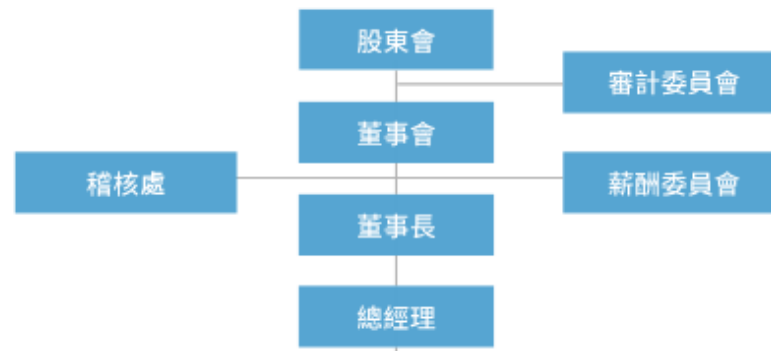 股東會
審計委員會
董事會
稽核處
薪酬委員會
董事長
總經理